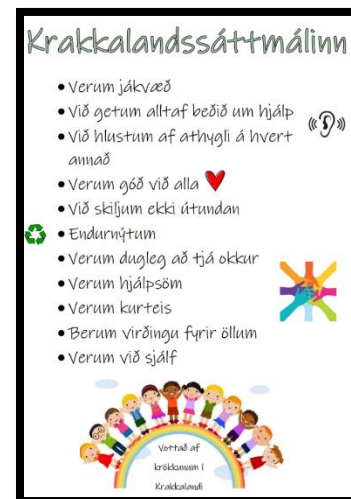 Krakkalandssáttmálinn
• Verum jákvæð
• Við getum alltaf beðið um hjálp
• Við hlustum af athygli á hvert
annað
• Verum góð við alla
• Við skiljum ekki útundan
• Endurnýtum
• Verum dugleg að tjá okkur
• Verum hjálpsöm
• Verum kurteis
• Berum virðingu fyrir öllum
• Verum við sjálf
Vottað af
krökkunum í
Krakkalandi